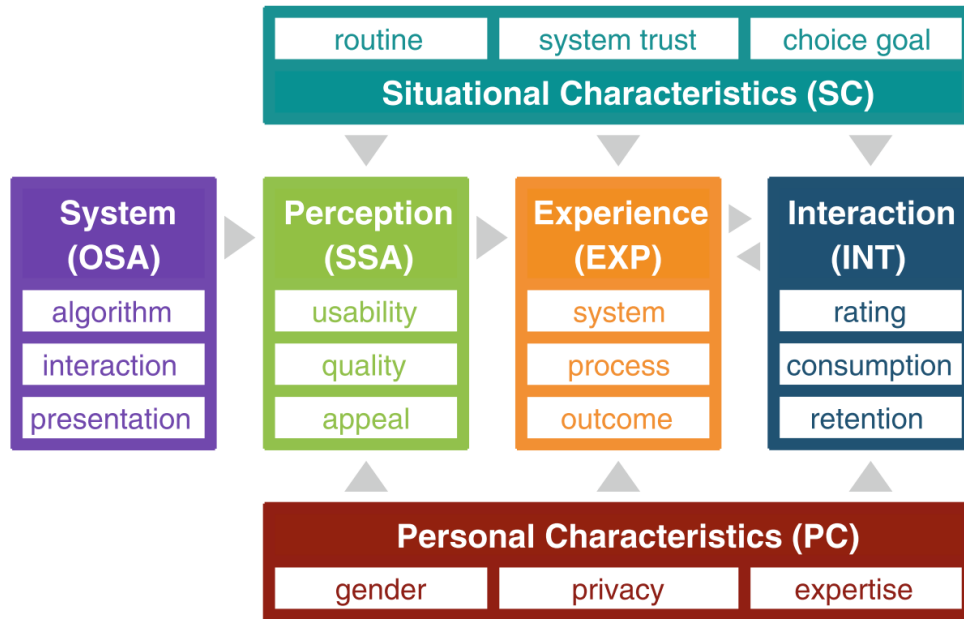 routine
system trust
choice goal
Situational Characteristics (SC)
System
(OSA)
algorithm
interaction
presentation
Perception
(SSA)
usability
quality
appeal
Experience
(EXP)
system
process
outcome
Interaction
(INT)
rating
consumption
retention
Personal Characteristics (PC)
gender
privacy
expertise